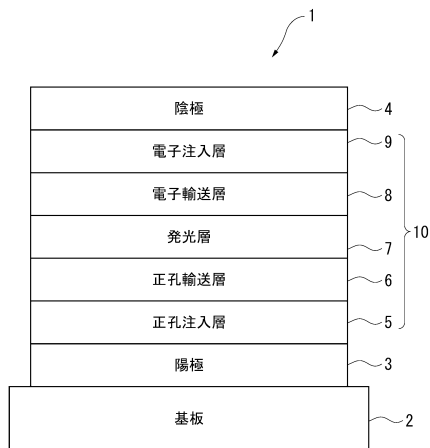 1
陰極 4
電子注入層 9
電子輸送層 8
発光層 7
10
正孔輸送層 6
正孔注入層 5
陽極 3
基板 2